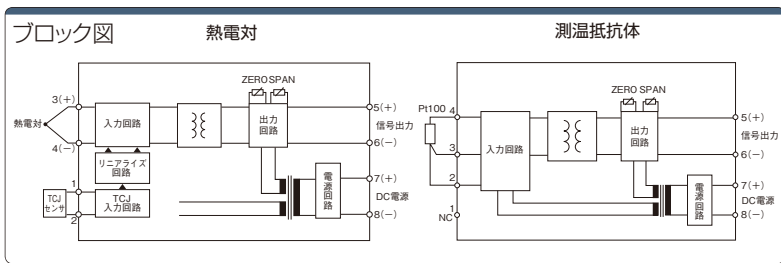 ブロック図
熱電対
測温抵抗体
ZERO SPAN
3(+)
熱電対
4(−)
入力回路
リニアライズ
回路
1
TCJ
センサ
2
TCJ
入力回路
出力
回路
電源回路
5(+)
信号出力
6(−)
7(+)
DC電源
8(−)
ZERO SPAN
Pt100
4
3
2
1
NC
入力回路
出力
回路
電源回路
5(+)
信号出力
6(−)
7(+)
DC電源
8(−)